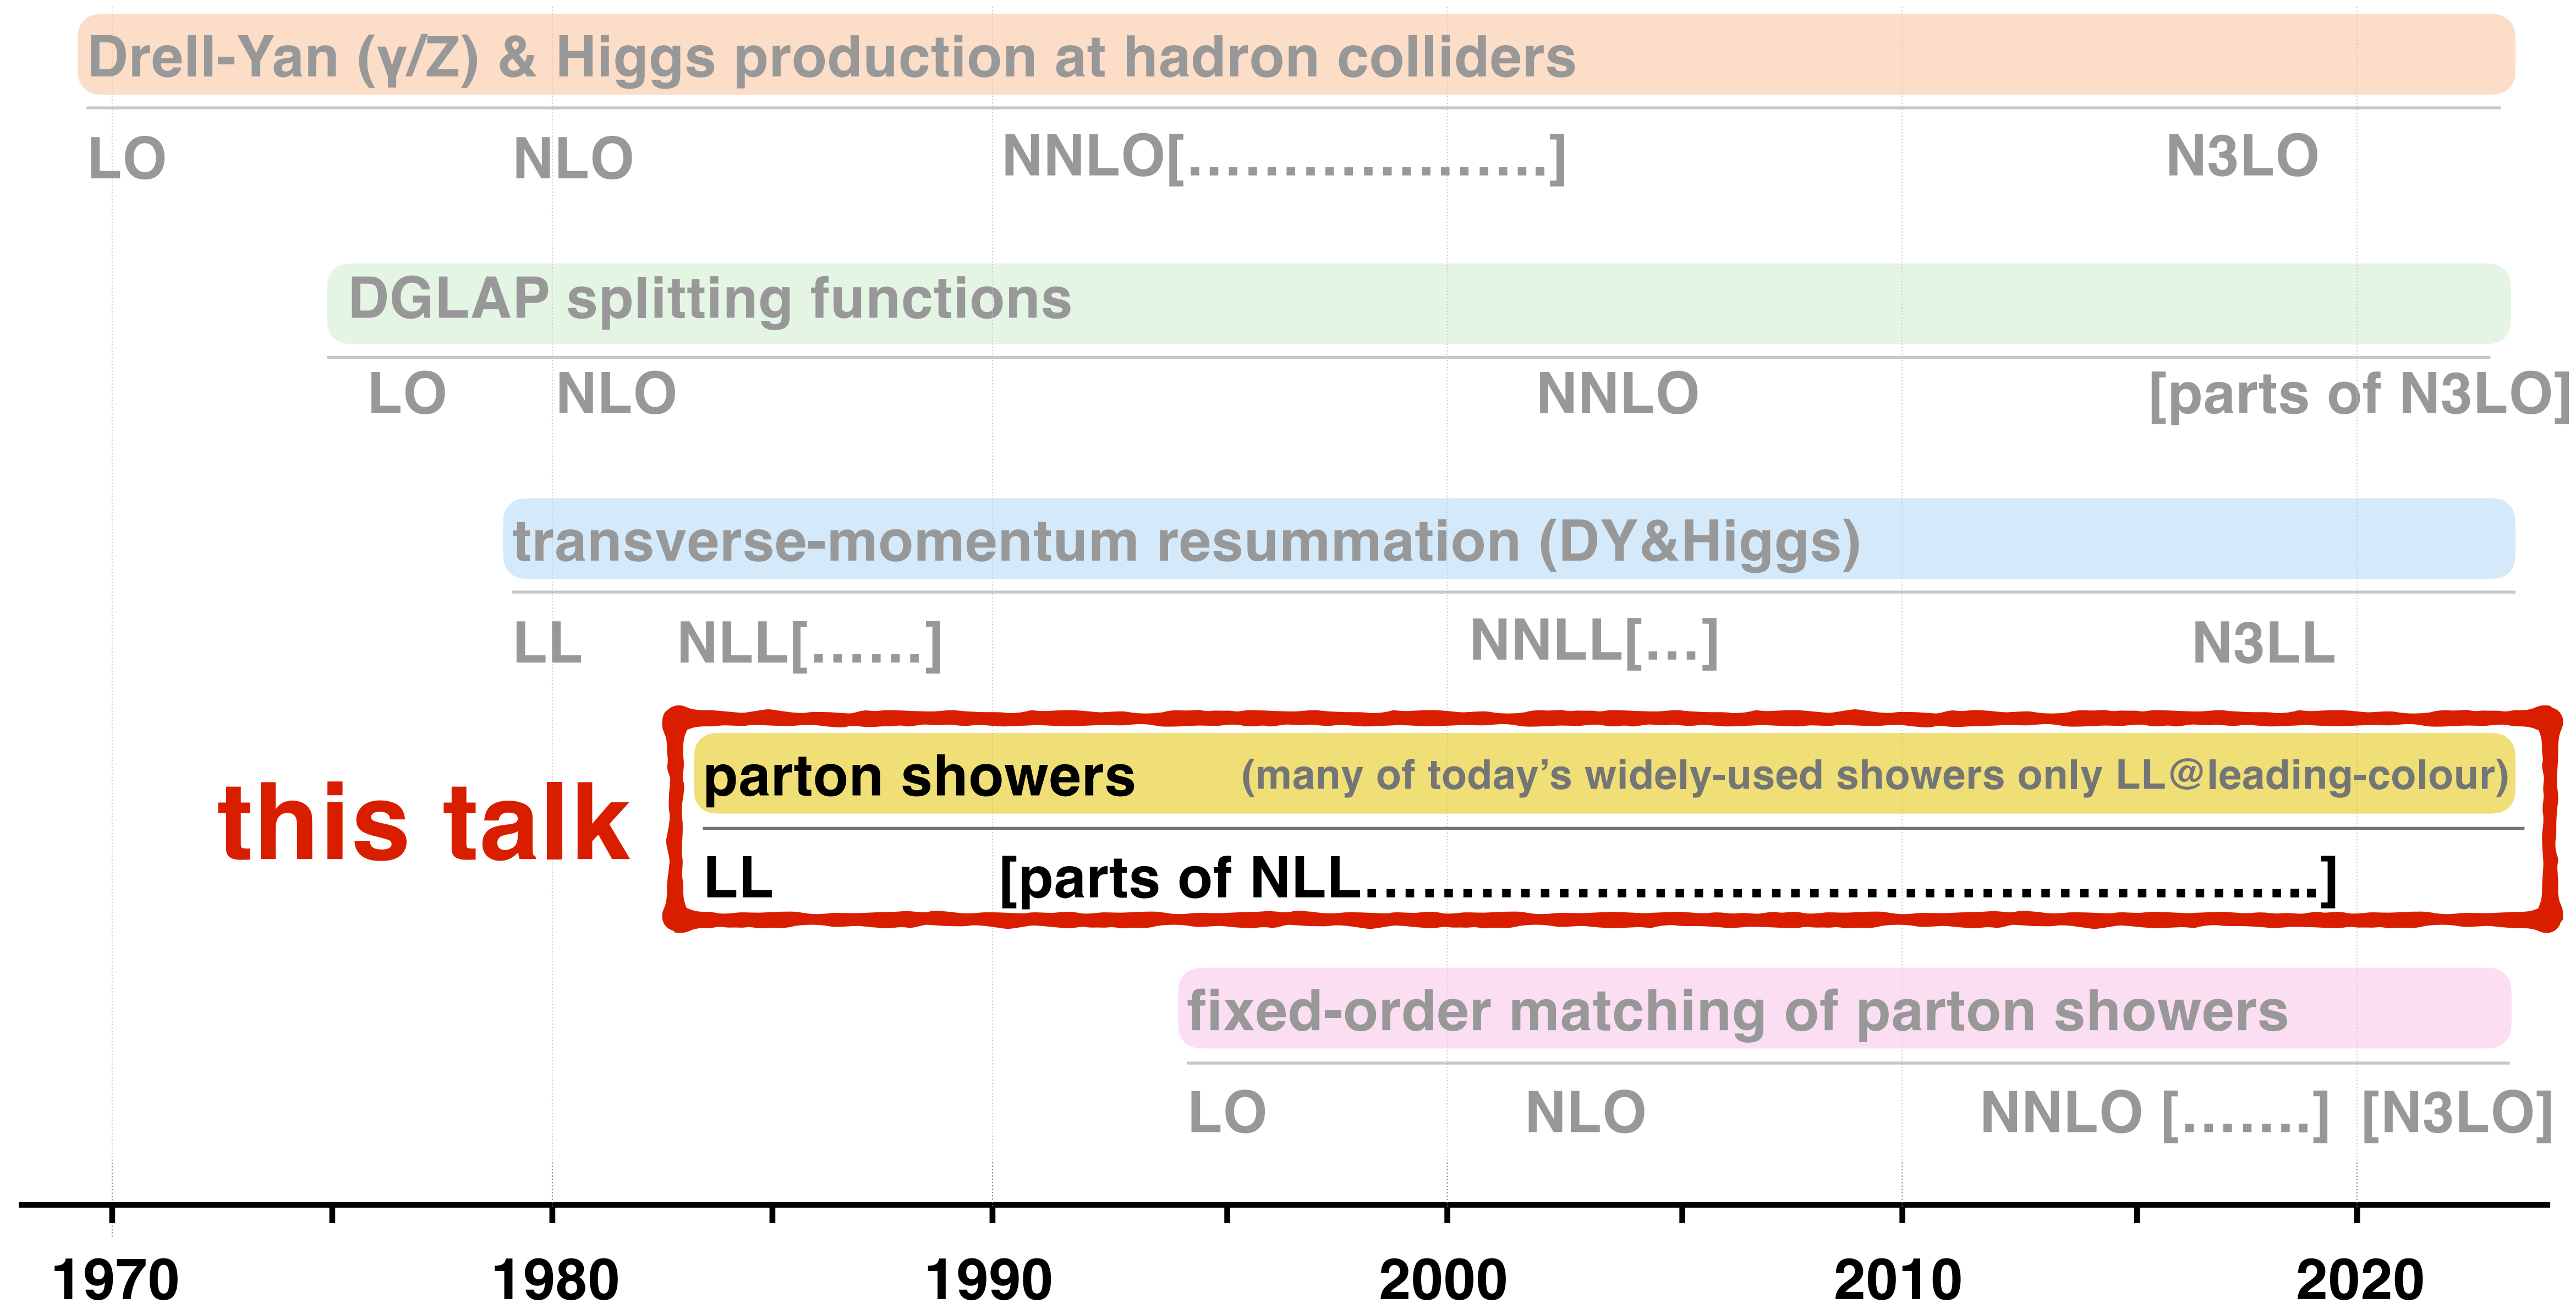 Drell-Yan (γ/Z) & Higgs production at hadron colliders
LO NLO NNLO[……………….] N3LO
DGLAP splitting functions
LO NLO NNLO [parts of N3LO]
transverse-momentum resummation (DY&Higgs)
LL NLL[……] NNLL[…] N3LL
this talk
parton showers (many of today’s widely-used showers only LL@leading-colour)
LL [parts of NLL………………………………………………..]
fixed-order matching of parton showers
LO NLO NNLO […….] [N3LO]
1970 1980 1990 2000 2010 2020